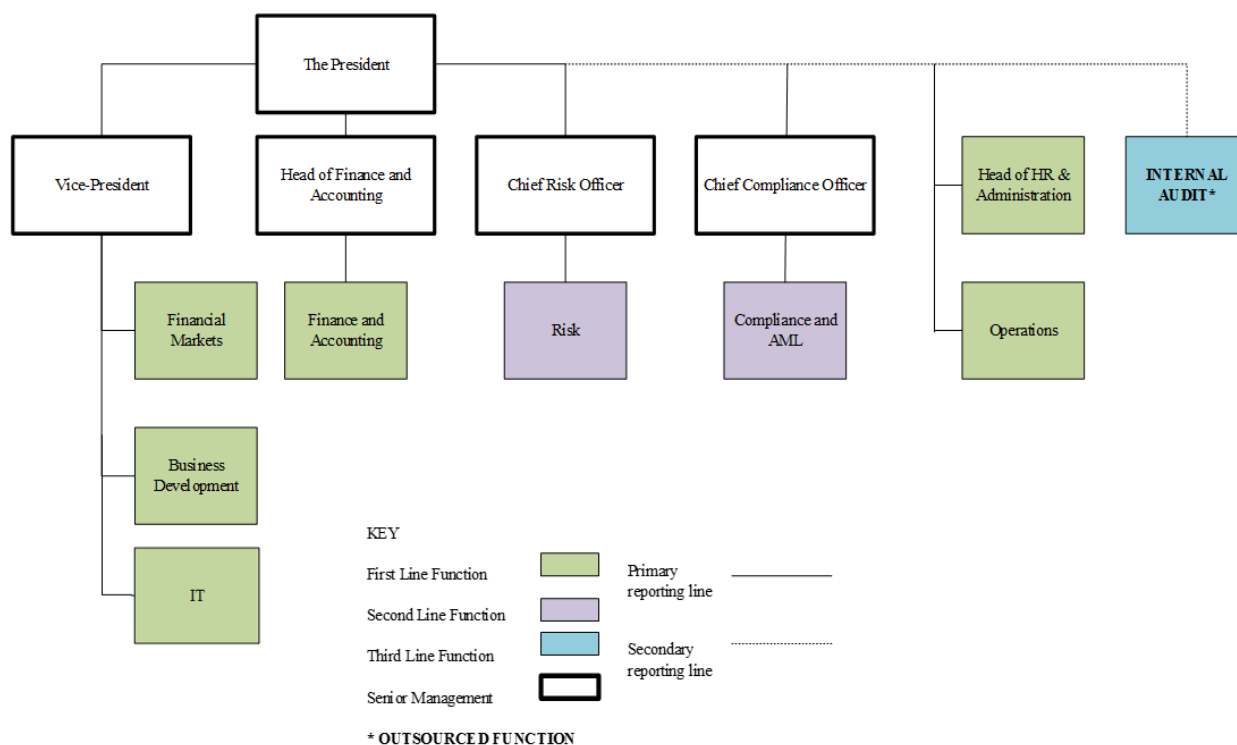 The President
Vice-President
Head of Finance and
Accounting
Chief Risk Officer
Chief Compliance Officer
Head of HR &
Administration
INTERNAL
AUDIT*
Financial
Markets
Finance and
Accounting
Risk
Compliance and
AML
Operations
Business
Development
IT
KEY
First Line Function
Primary
reporting line
Second Line Function
Third Line Function
Secondary
reporting line
Senior Management
* OUTSOURCED FUNCTION